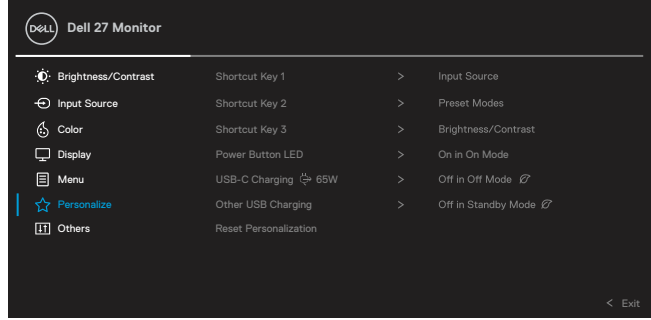 DELL Dell 27 Monitor
Brightness/Contrast Shortcut Key 1 > Input Source
Input Source Shortcut Key 2 > Preset Modes
Color Shortcut Key 3 > Brightness/Contrast
Display Power Button LED > On in On Mode
Menu USB-C Charging 65W > Off in Off Mode
Personalize Other USB Charging > Off in Standby Mode
Others Reset Personalization
< Exit